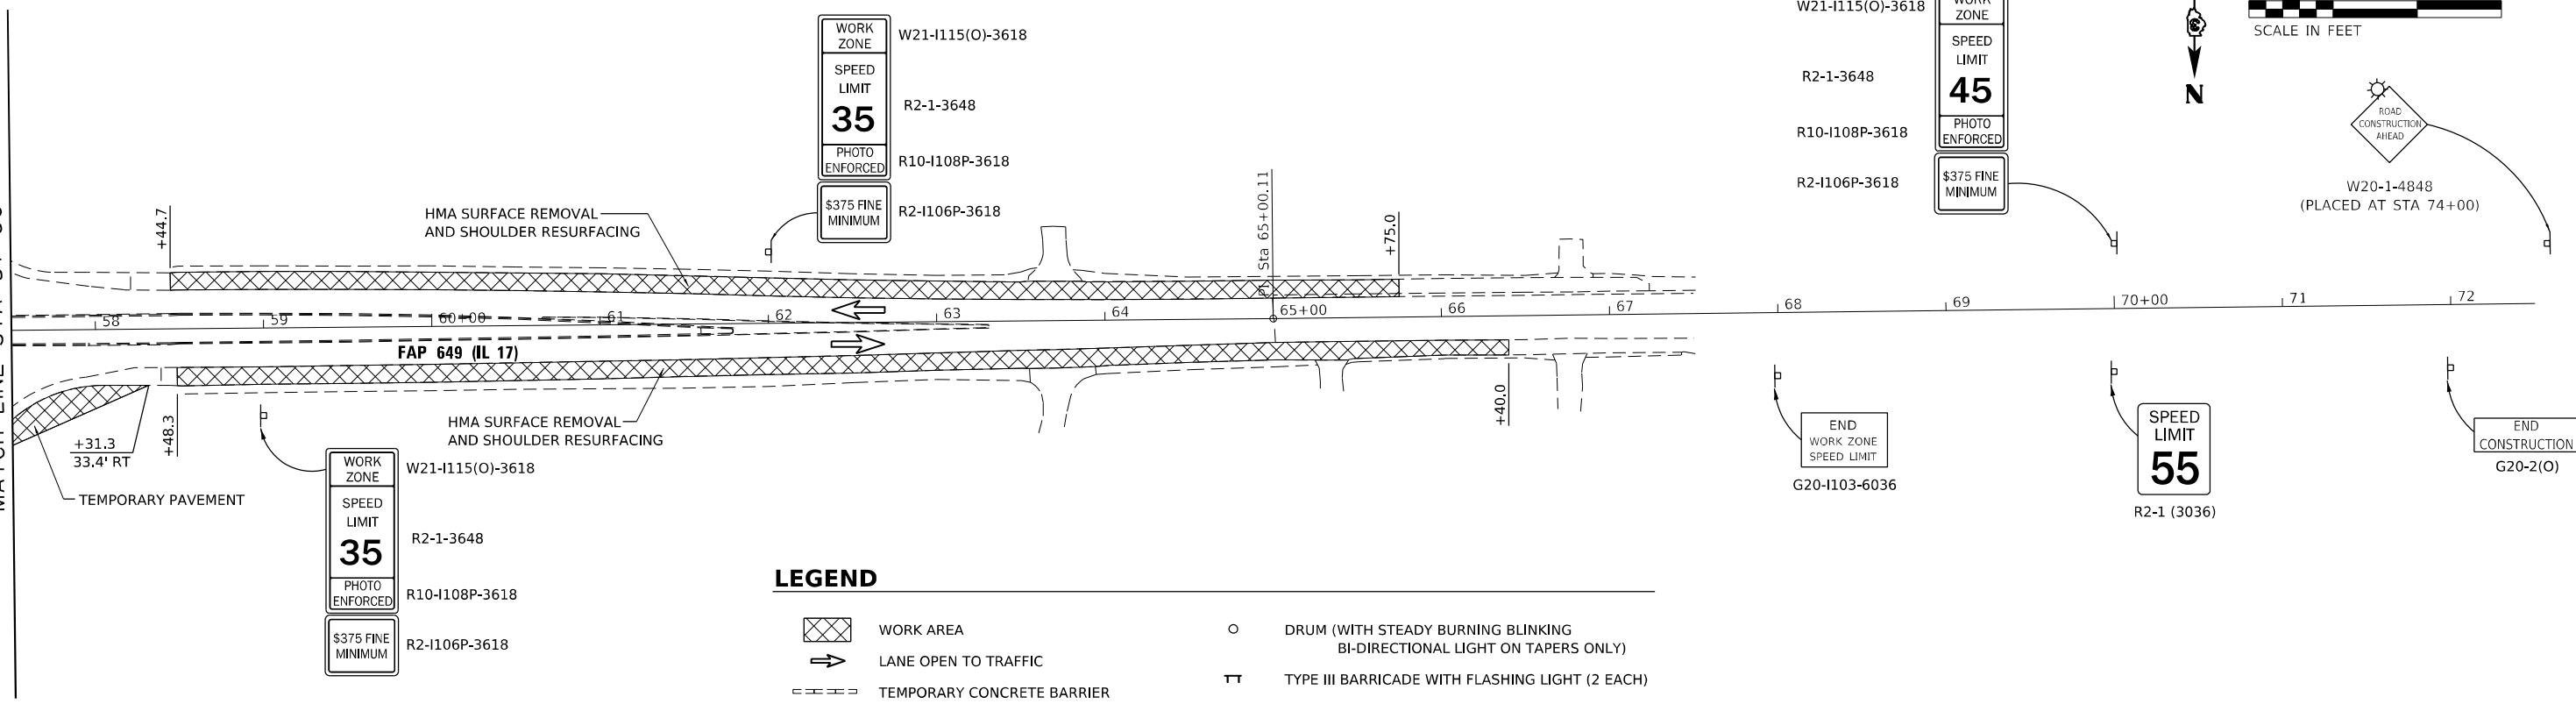 WORK
ZONE
SPEED
LIMIT
35
PHOTO
ENFORCED
$375 FINE
MINIMUM
W21-I115(O)-3618
R2-1-3648
R10-I108P-3618
R2-I106P-3618
W21-I115(O)-3618
R2-1-3648
R10-I108P-3618
R2-I106P-3618
WORK
ZONE
SPEED
LIMIT
45
PHOTO
ENFORCED
$375 FINE
MINIMUM
N
SCALE IN FEET
ROAD
CONSTRUCTION
AHEAD
W20-1-4848
(PLACED AT STA 74+00)
+44.7
HMA SURFACE REMOVAL
AND SHOULDER RESURFACING
PI Sta 65+00.11
+75.0
58
59
60+00
61
62
63
64
65+00
66
67
68
69
70+00
71
72
FAP 649 (IL 17)
+31.3
33.4' RT
+48.3
TEMPORARY PAVEMENT
HMA SURFACE REMOVAL
AND SHOULDER RESURFACING
+40.0
WORK
ZONE
SPEED
LIMIT
35
PHOTO
ENFORCED
$375 FINE
MINIMUM
W21-I115(O)-3618
R2-1-3648
R10-I108P-3618
R2-I106P-3618
END
WORK ZONE
SPEED LIMIT
G20-I103-6036
SPEED
LIMIT
55
R2-1 (3036)
END
CONSTRUCTION
G20-2(O)
LEGEND
WORK AREA
LANE OPEN TO TRAFFIC
TEMPORARY CONCRETE BARRIER
DRUM (WITH STEADY BURNING BLINKING
BI-DIRECTIONAL LIGHT ON TAPERS ONLY)
TYPE III BARRICADE WITH FLASHING LIGHT (2 EACH)